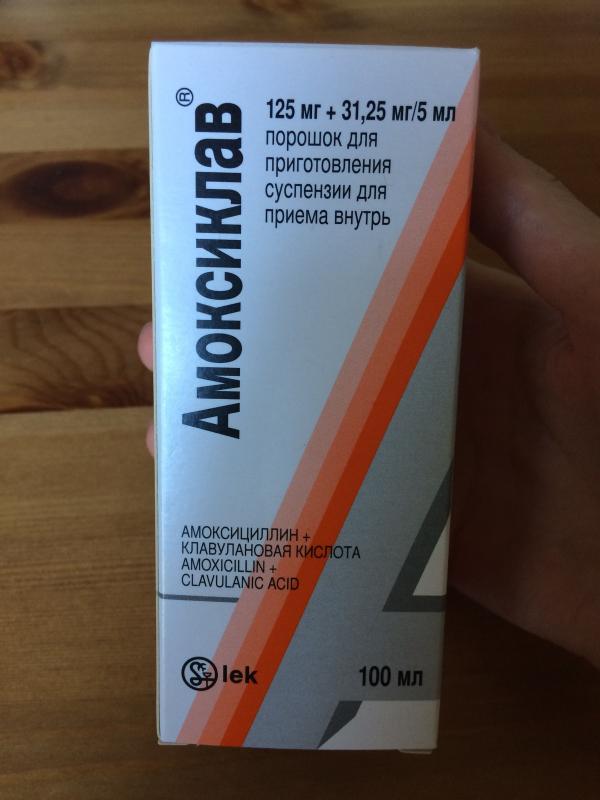 Амоксиклав®
125 мг + 31,25 мг/5 мл
порошок для
приготовления
суспензии для
приема внутрь
АМОКСИЦИЛЛИН +
КЛАВУЛАНОВАЯ КИСЛОТА
AMOXICILLIN +
CLAVULANIC ACID
lek
100 мл